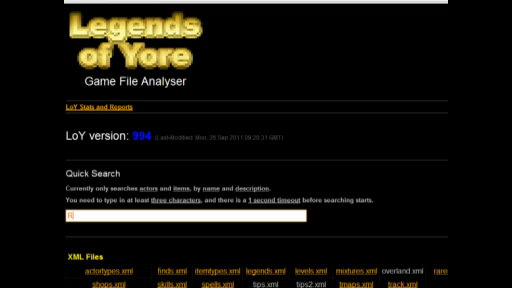 Legends
of Yore
Game File Analyser
LoY Stats and Reports
LoY version: 994 (Last-Modified: Mon, 26 Sep 2011 09:20:31 GMT)
Quick Search
Currently only searches actors and items, by name and description.
You need to type in at least three characters, and there is a 1 second timeout before searching starts.
R
XML Files
actortypes.xml finds.xml itemtypes.xml legends.xml levels.xml mixtures.xml overland.xml rare
shops.xml skills.xml spells.xml tips.xml tips2.xml tmaps.xml track.xml